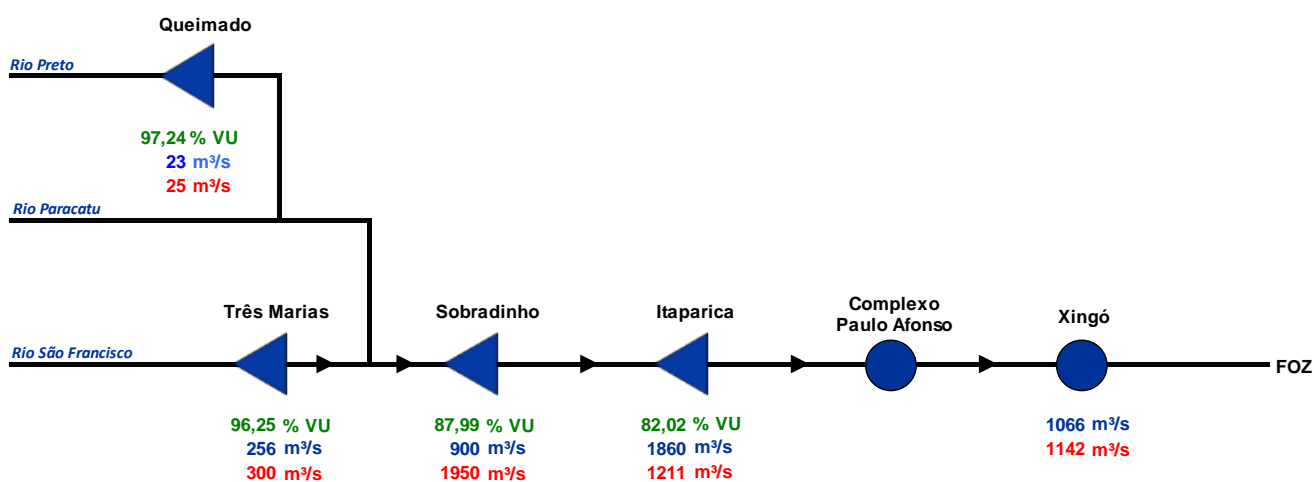 Queimado
Rio Preto
97,24 % VU
23 m³/s
25 m³/s
Rio Paracatu
Três Marias
Sobradinho
Itaparica
Complexo
Paulo Afonso
Xingó
Rio São Francisco
FOZ
96,25 % VU
256 m³/s
300 m³/s
87,99 % VU
900 m³/s
1950 m³/s
82,02 % VU
1860 m³/s
1211 m³/s
1066 m³/s
1142 m³/s